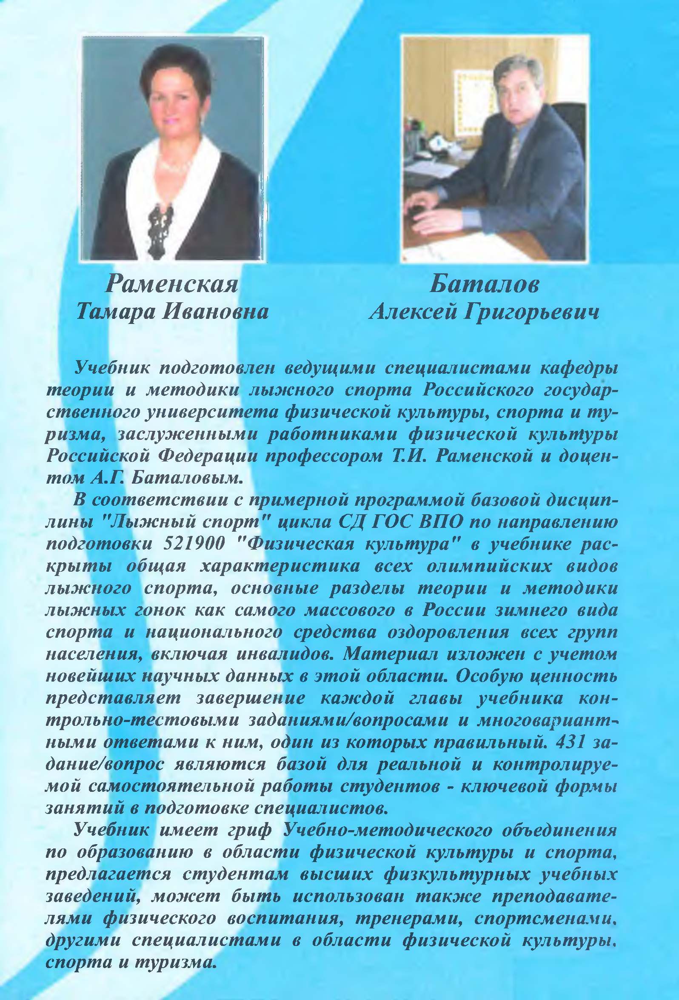 Раменская
Тамара Ивановна
Баталов
Алексей Григорьевич
Учебник подготовлен ведущими специалистами кафедры
теории и методики лыжного спорта Российского государ-
ственного университета физической культуры, спорта и ту-
ризма, заслуженными работниками физической культуры
Российской Федерации профессором Т.И. Раменской и доцен-
том А.Г. Баталовым.
В соответствии с примерной программой базовой дисцип-
лины "Лыжный спорт" цикла СД ГОС ВПО по направлению
подготовки 521900 "Физическая культура" в учебнике рас-
крыты общая характеристика всех олимпийских видов
лыжного спорта, основные разделы теории и методики
лыжных гонок как самого массового в России зимнего вида
спорта и национального средства оздоровления всех групп
населения, включая инвалидов. Материал изложен с учетом
новейших научных данных в этой области. Особую ценность
представляет завершение каждой главы учебника кон-
трольно-тестовыми заданиями/вопросами и многовариант-
ными ответами к ним, один из которых правильный. 431 за-
дание/вопрос являются базой для реальной и контролируе-
мой самостоятельной работы студентов - ключевой формы
занятий в подготовке специалистов.
Учебник имеет гриф Учебно-методического объединения
по образованию в области физической культуры и спорта,
предлагается студентам высших физкультурных учебных
заведений, может быть использован также преподавате-
лями физического воспитания, тренерами, спортсменами,
другими специалистами в области физической культуры,
спорта и туризма.